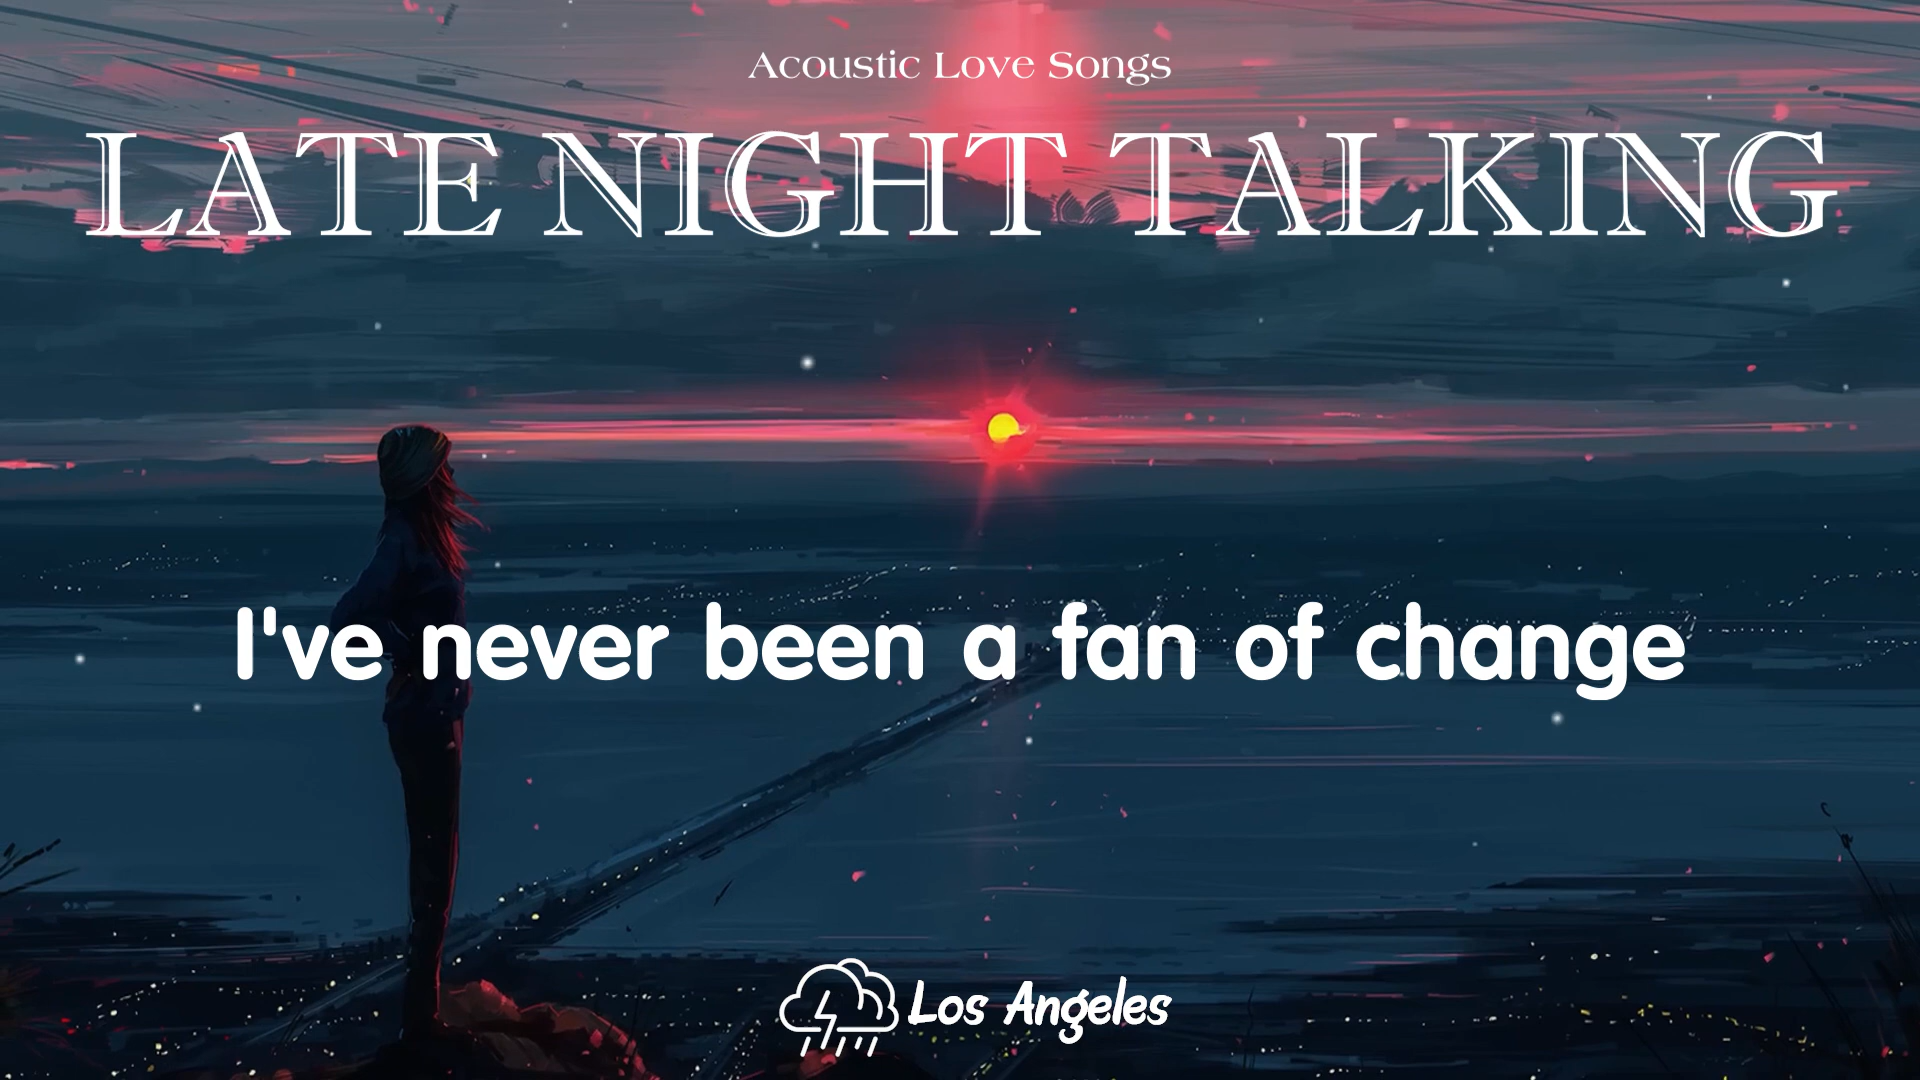 Acoustic Love Songs
LATE NIGHT TALKING
I've never been a fan of change
Los Angeles